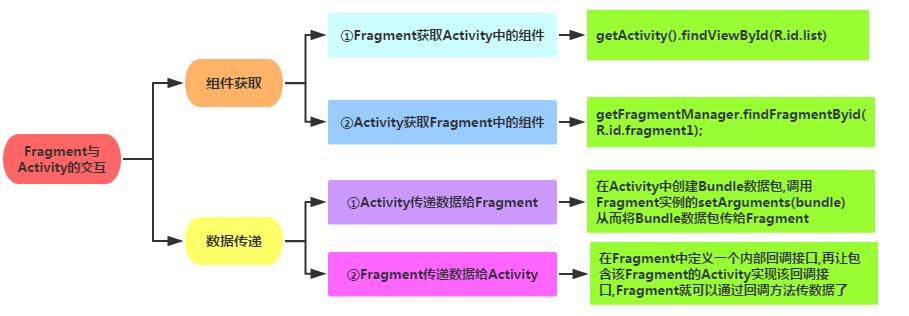 Fragment与
Activity的交互
组件获取
①Fragment获取Activity中的组件
getActivity().findViewById(R.id.list)
②Activity获取Fragment中的组件
getFragmentManager.findFragmentByid(
R.id.fragment1);
数据传递
①Activity传递数据给Fragment
在Activity中创建Bundle数据包,调用
Fragment实例的setArguments(bundle)
从而将Bundle数据包传给Fragment
②Fragment传递数据给Activity
在Fragment中定义一个内部回调接口,再让包
含该Fragment的Activity实现该回调接
口,Fragment就可以通过回调方法传数据了